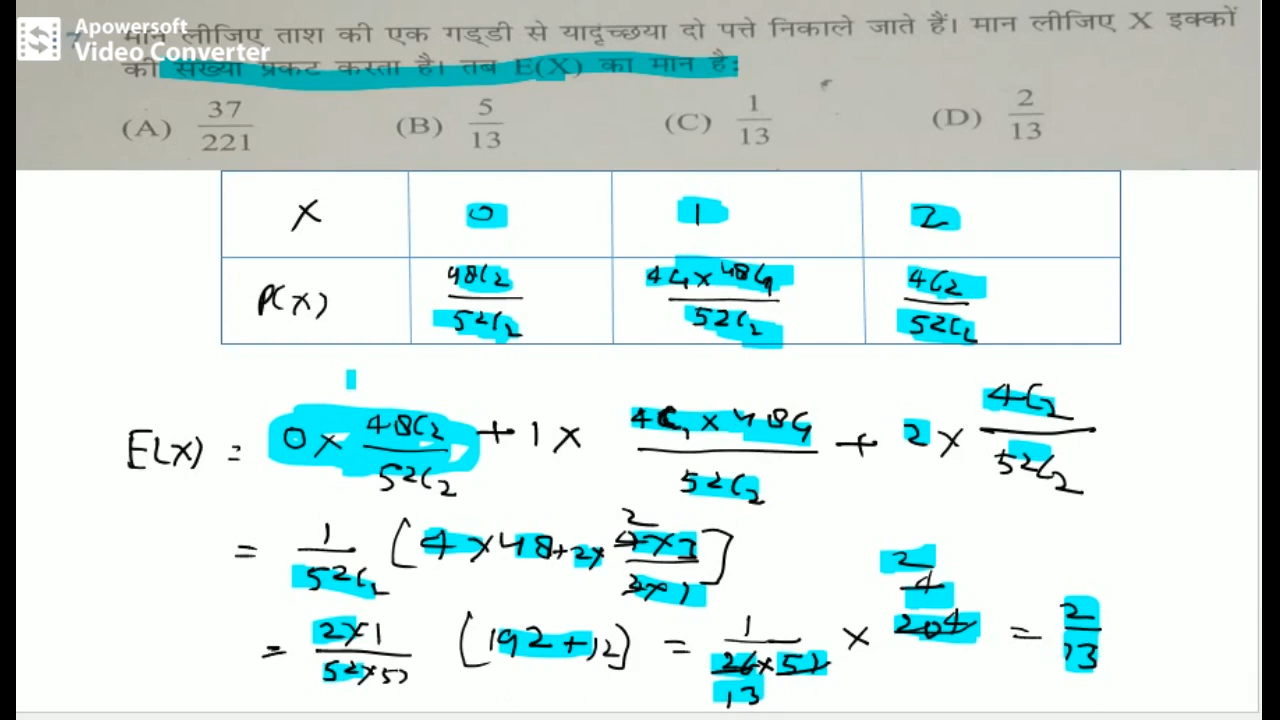 Apowersoft
Video Converter
मान लीजिए ताश की एक गड्डी से यादृच्छया दो पत्ते निकाले जाते हैं। मान लीजिए X इक्कों
की संख्या प्रकट करता है। तब E(X) का मान है:
(A) 37/221 (B) 5/13 (C) 1/13 (D) 2/13
X 0 1 2
P(X) 48C2/52C2 4C1×48C1/52C2 4C2/52C2
E(X) = 0× 48C2/52C2 + 1× 4C1×48C1/52C2 + 2× 4C2/52C2
= 1/52C2 [4×48+2× 4×3/2×1]
= 2×1/52×51 [192+12] = 1/26×51 × 204 = 2/13